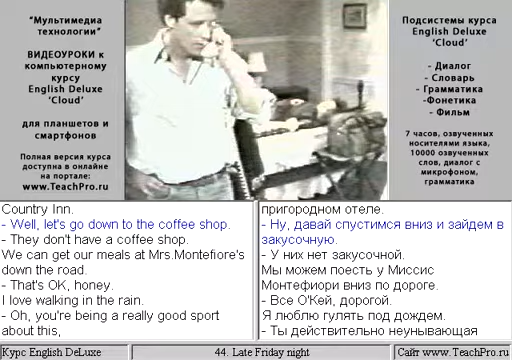 "Мультимедиа
технологии"
ВИДЕОУРОКИ к
компьютерному
курсу
English Deluxe
'Cloud'
для планшетов и
смартфонов
Полная версия курса
доступна в онлайне
на портале:
www.TeachPro.ru
Подсистемы курса
English Deluxe
'Cloud'
- Диалог
- Словарь
- Грамматика
-Фонетика
- Фильм
7 часов, озвученных
носителями языка,
10000 озвученных
слов, диалог с
микрофоном,
грамматика
Country Inn.
- Well, let's go down to the coffee shop.
- They don't have a coffee shop.
We can get our meals at Mrs.Montefiore's
down the road.
- That's OK, honey.
I love walking in the rain.
- Oh, you're being a really good sport
about this,
пригородном отеле.
- Ну, давай спустимся вниз и зайдем в
закусочную.
- У них нет закусочной.
Мы можем поесть у Миссис
Монтефиори вниз по дороге.
- Все О'Кей, дорогой.
Я люблю гулять под дождем.
- Ты действительно неунывающая
Курс English DeLuxe
44. Late Friday night
Сайт www.TeachPro.ru